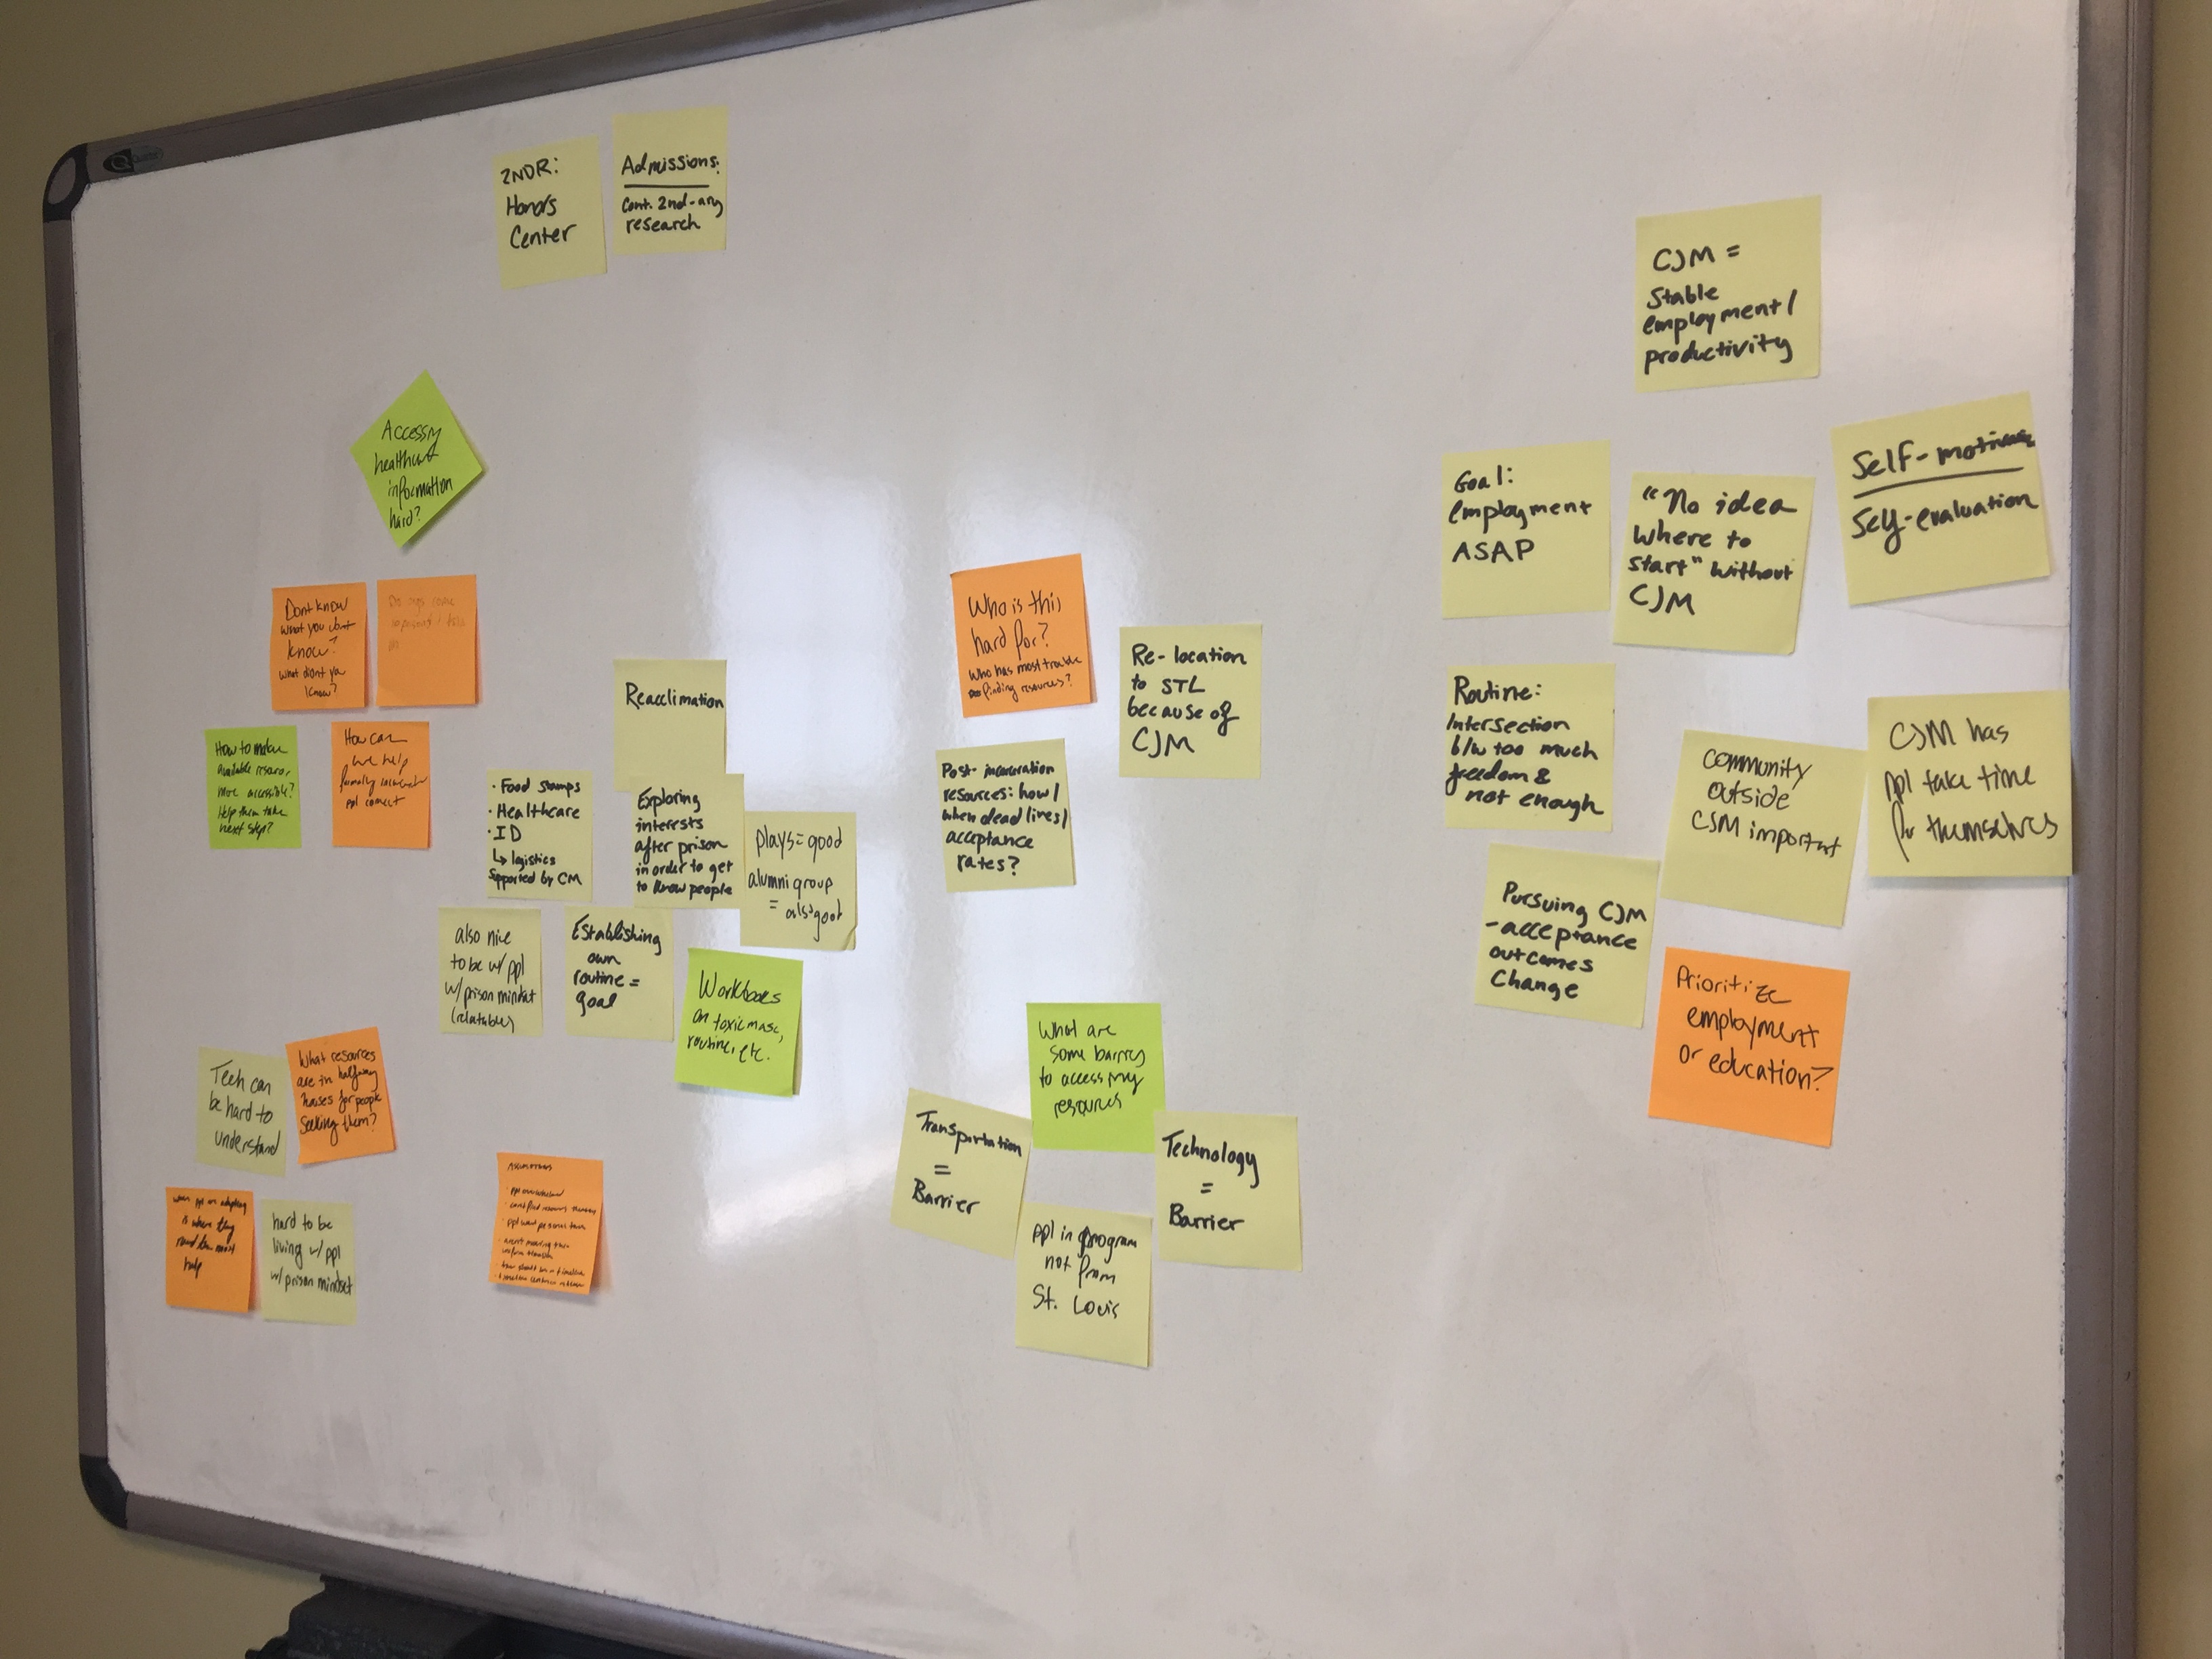 2NDR:
Honors
Center
Admissions:
Cont. 2nd-ary
research
CJM =
Stable
employment/
productivity
Accessing
healthcare
information
hard?
Goal:
employment
ASAP
"No idea
where to
start" without
CJM
Self-motivation
Self-evaluation
Dont know
what you dont
know?
What didnt you
know?
Who is this
hard for?
Who has most trouble
finding resources?
Re-location
to STL
because of
CJM
Reacclimation
Routine:
Intersection
b/w too much
freedom &
not enough
community
outside
CJM important
CJM has
ppl take time
for themselves
How to make
available resources
more accessible?
Help them take
next step?
How can
we help
formerly incarcerated
ppl connect
• Food stamps
• Healthcare
• ID
↳ logistics
supported by CM
Exploring
interests
after prison
in order to get
to know people
plays = good
alumni group
= also good
Post-incarceration
resources: how/
when deadlines/
acceptance
rates?
Pursuing CJM
- acceptance
outcomes
change
Prioritize
employment
or education?
also nice
to be w/ ppl
w/ prison mindset
(relatable)
Establishing
own
routine =
goal
Workbooks
on toxic masc,
routine, etc.
What are
some barriers
to accessing
resources
Transportation
=
Barrier
Technology
=
Barrier
ppl in program
not from
St. Louis
Tech can
be hard to
understand
What resources
are in halfway
houses for people
seeking them?
when ppl are adapting
is when they
need the most
help
hard to be
living w/ ppl
w/ prison mindset
Assumptions
• ppl overwhelmed